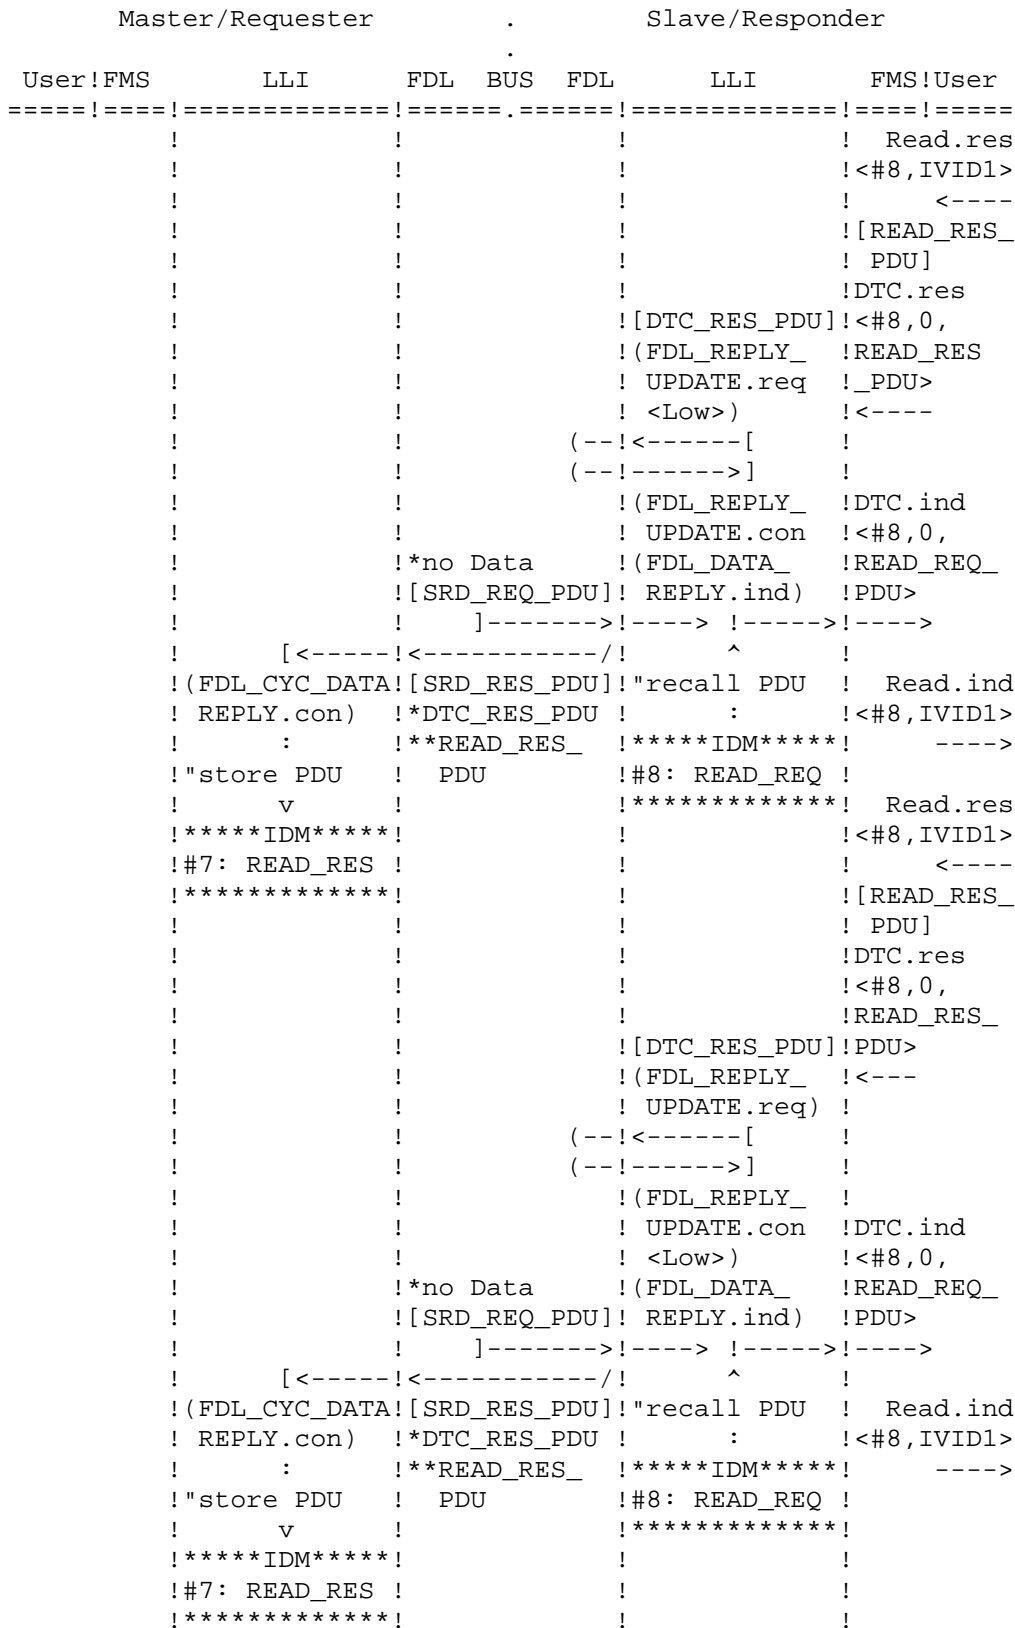 Master/Requester . Slave/Responder
.
User!FMS LLI FDL BUS FDL LLI FMS!User
=====!====!=============!======.======!=============!====!=====
! ! ! ! Read.res
! ! ! !<#8,IVID1>
! ! ! ! <----
! ! ! ![READ_RES_
! ! ! ! PDU]
! ! ! !DTC.res
! ! ![DTC_RES_PDU]!<#8,0,
! ! !(FDL_REPLY_ !READ_RES
! ! ! UPDATE.req !_PDU>
! ! ! <Low>) !<----
! ! (--!<------[ !
! ! (--!------>] !
! ! !(FDL_REPLY_ !DTC.ind
! ! ! UPDATE.con !<#8,0,
! !*no Data !(FDL_DATA_ !READ_REQ_
! ![SRD_REQ_PDU]! REPLY.ind) !PDU>
! ! ]------->!----> !----->!---->
! [<-----!<-----------/! ^ !
!(FDL_CYC_DATA![SRD_RES_PDU]!"recall PDU ! Read.ind
! REPLY.con) !*DTC_RES_PDU ! : !<#8,IVID1>
! : !**READ_RES_ !*****IDM*****! ---->
!"store PDU ! PDU !#8: READ_REQ !
! v ! !*************! Read.res
!*****IDM*****! ! !<#8,IVID1>
!#7: READ_RES ! ! ! <----
!*************! ! ![READ_RES_
! ! ! ! PDU]
! ! ! !DTC.res
! ! ! !<#8,0,
! ! ! !READ_RES_
! ! ![DTC_RES_PDU]!PDU>
! ! !(FDL_REPLY_ !<---
! ! ! UPDATE.req) !
! ! (--!<------[ !
! ! (--!------>] !
! ! !(FDL_REPLY_ !
! ! ! UPDATE.con !DTC.ind
! ! ! <Low>) !<#8,0,
! !*no Data !(FDL_DATA_ !READ_REQ_
! ![SRD_REQ_PDU]! REPLY.ind) !PDU>
! ! ]------->!----> !----->!---->
! [<-----!<-----------/! ^ !
!(FDL_CYC_DATA![SRD_RES_PDU]!"recall PDU ! Read.ind
! REPLY.con) !*DTC_RES_PDU ! : !<#8,IVID1>
! : !**READ_RES_ !*****IDM*****! ---->
!"store PDU ! PDU !#8: READ_REQ !
! v ! !*************!
!*****IDM*****! ! !
!#7: READ_RES ! ! !
!*************! ! !